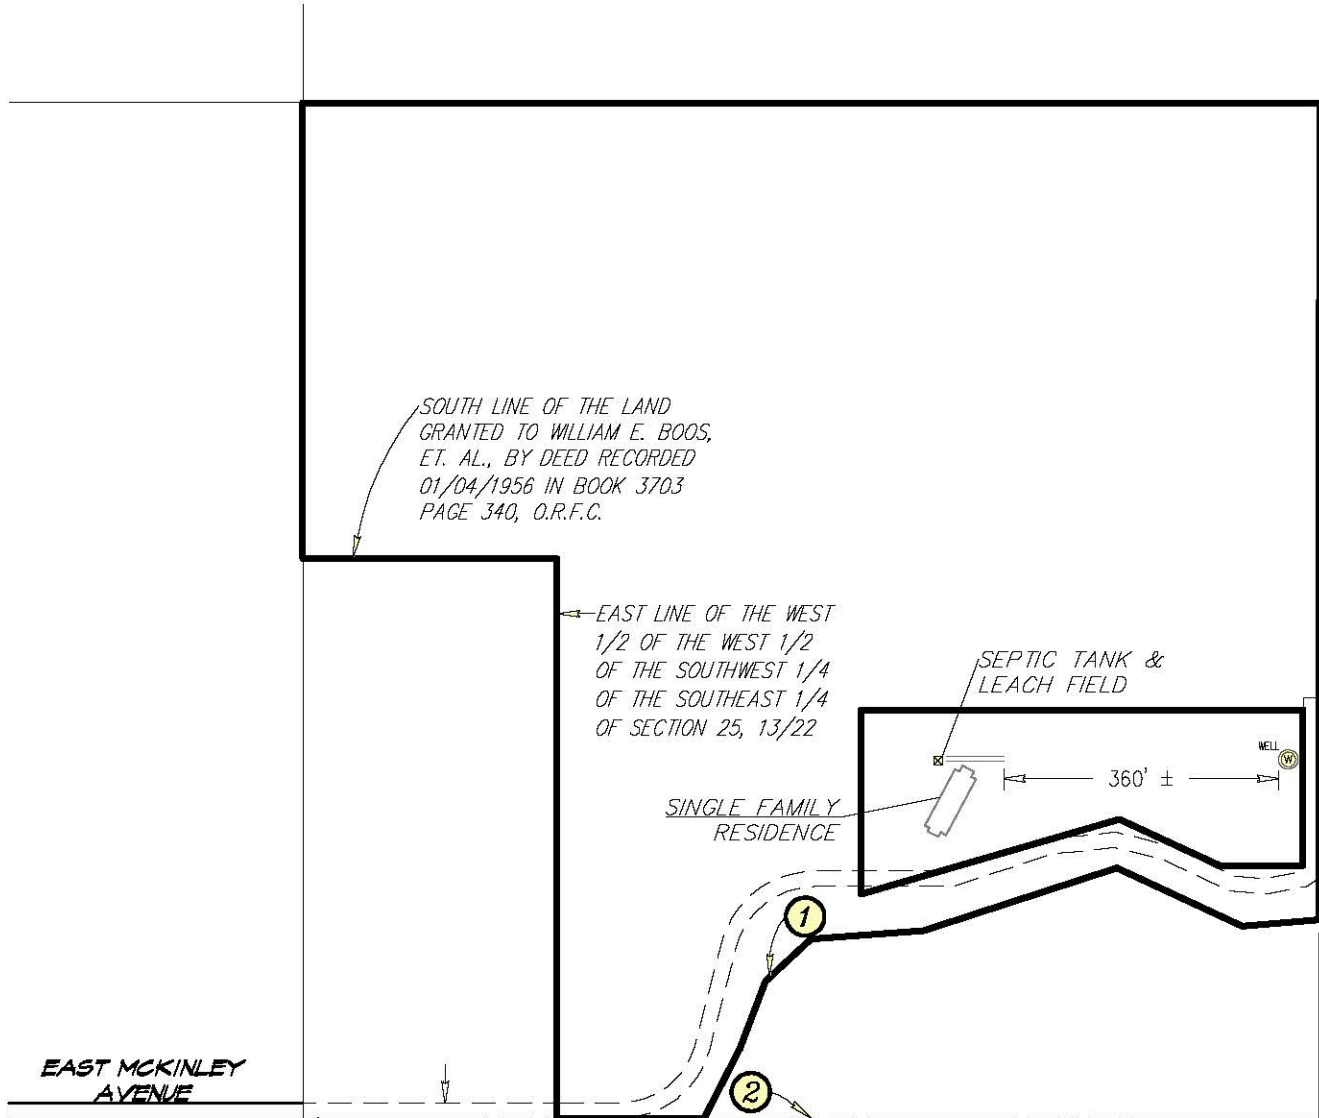 SOUTH LINE OF THE LAND
GRANTED TO WILLIAM E. BOOS,
ET. AL., BY DEED RECORDED
01/04/1956 IN BOOK 3703
PAGE 340, O.R.F.C.
EAST LINE OF THE WEST
1/2 OF THE WEST 1/2
OF THE SOUTHWEST 1/4
OF THE SOUTHEAST 1/4
OF SECTION 25, 13/22
SEPTIC TANK &
LEACH FIELD
WELL
W
360' ±
SINGLE FAMILY
RESIDENCE
1
EAST MCKINLEY
AVENUE
2